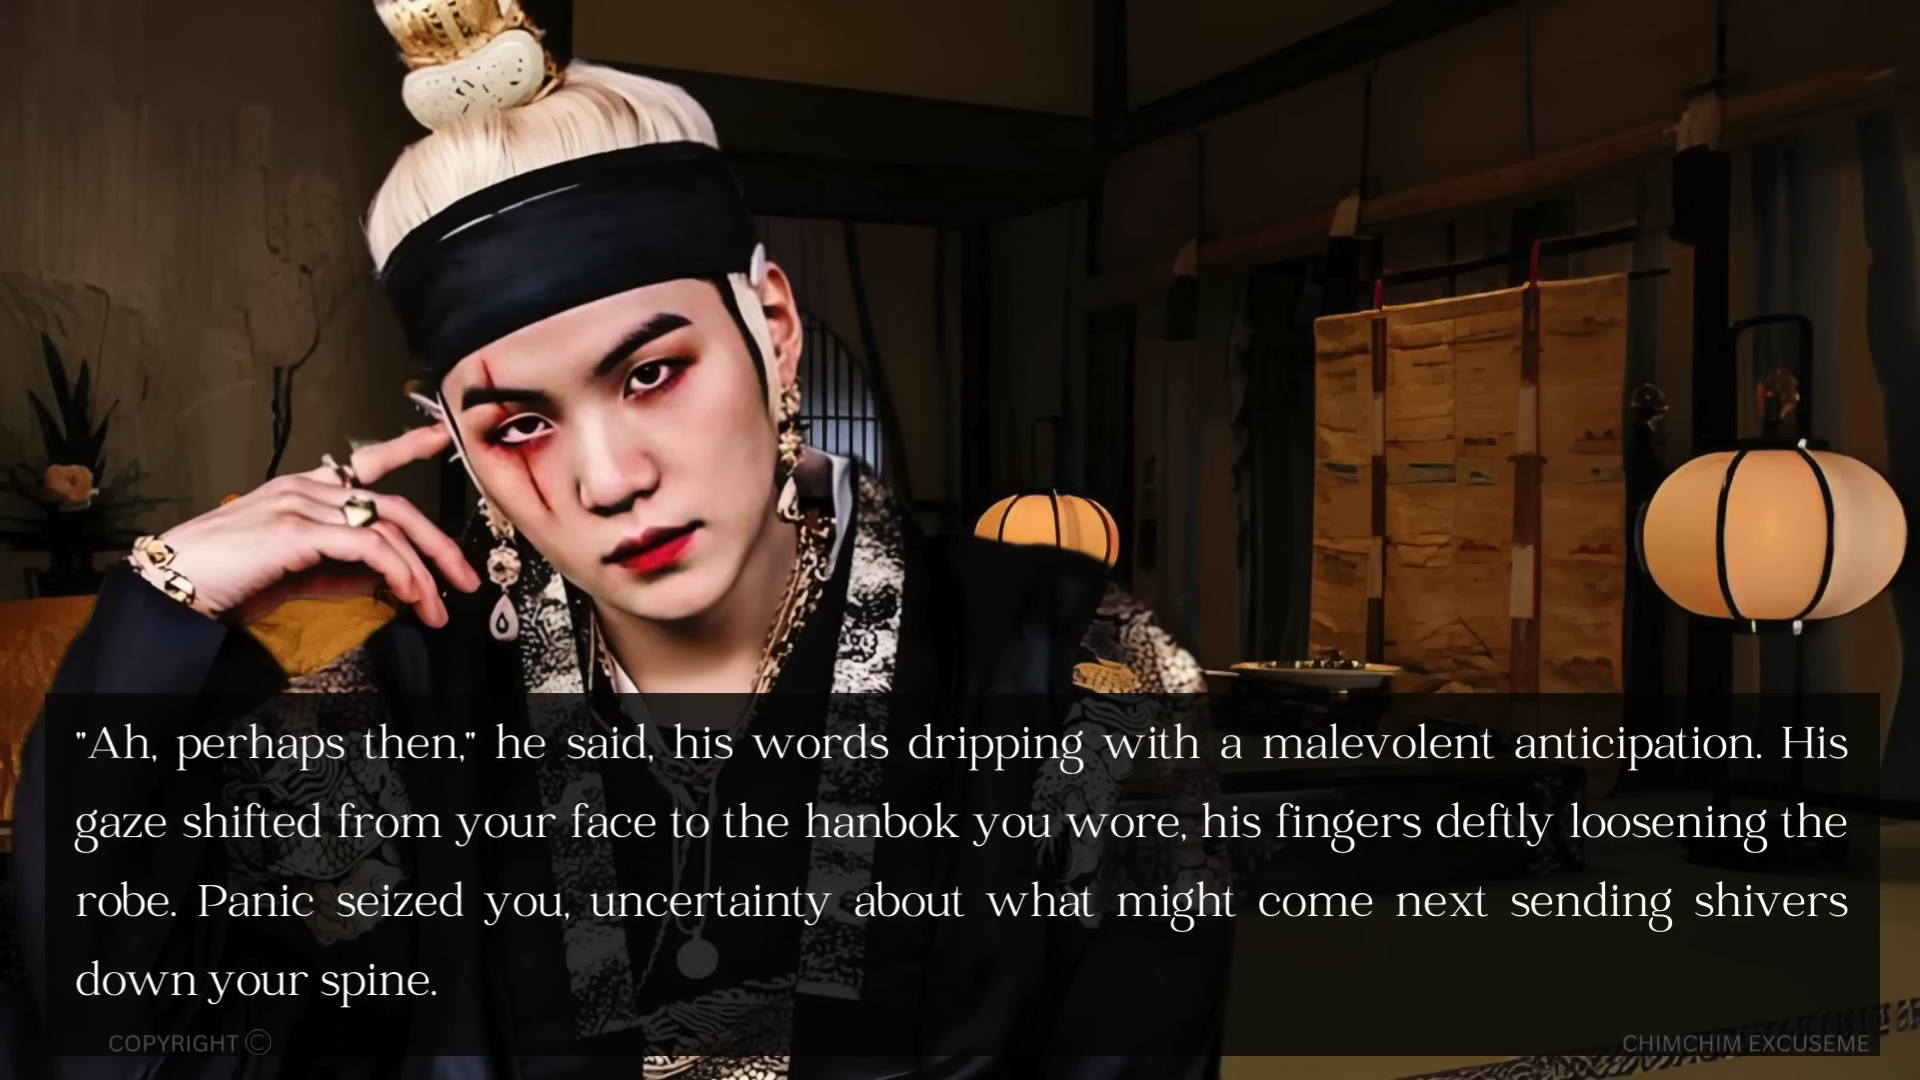 "Ah, perhaps then," he said, his words dripping with a malevolent anticipation. His
gaze shifted from your face to the hanbok you wore, his fingers deftly loosening the
robe. Panic seized you, uncertainty about what might come next sending shivers
down your spine.
COPYRIGHT ©
CHIMCHIM EXCUSEME